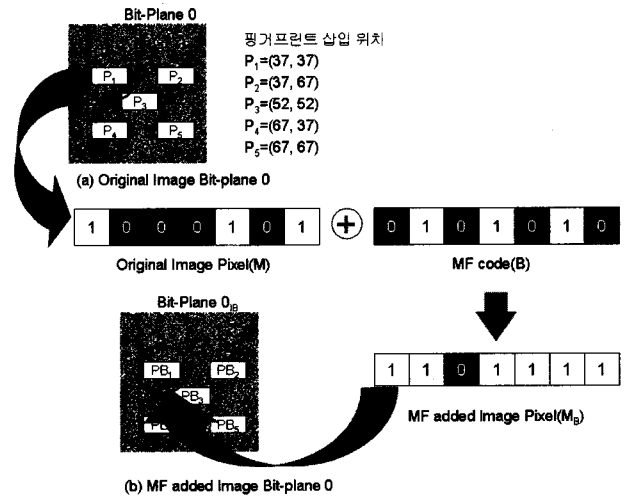 Bit-Plane 0
핑거프린트 삽입 위치
P₁=(37, 37)
P₂=(37, 67)
P₃=(52, 52)
P₄=(67, 37)
P₅=(67, 67)
P₁ P₂
P₃
P₄ P₅
(a) Original Image Bit-plane 0
1 0 0 0 1 0 1 + 0 1 0 1 0 1 0
Original Image Pixel(M) MF code(B)
Bit-Plane 0_IB
PB₁ PB₂
PB₃
PB₅
1 1 0 1 1 1 1
MF added Image Pixel(M_B)
(b) MF added Image Bit-plane 0